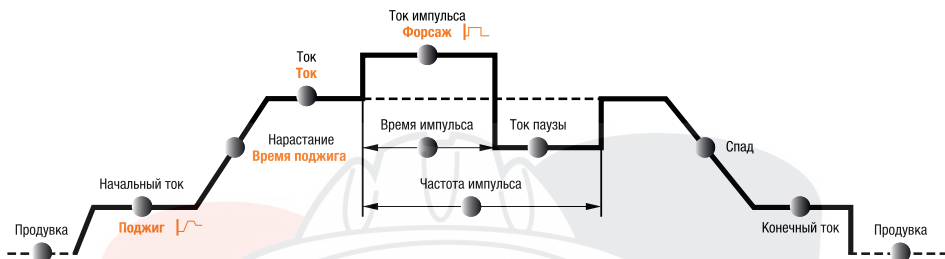 Ток импульса
Форсаж
Ток
Ток
Время импульса
Ток паузы
Нарастание
Время поджига
Спад
Начальный ток
Частота импульса
Поджиг
Конечный ток
Продувка
Продувка